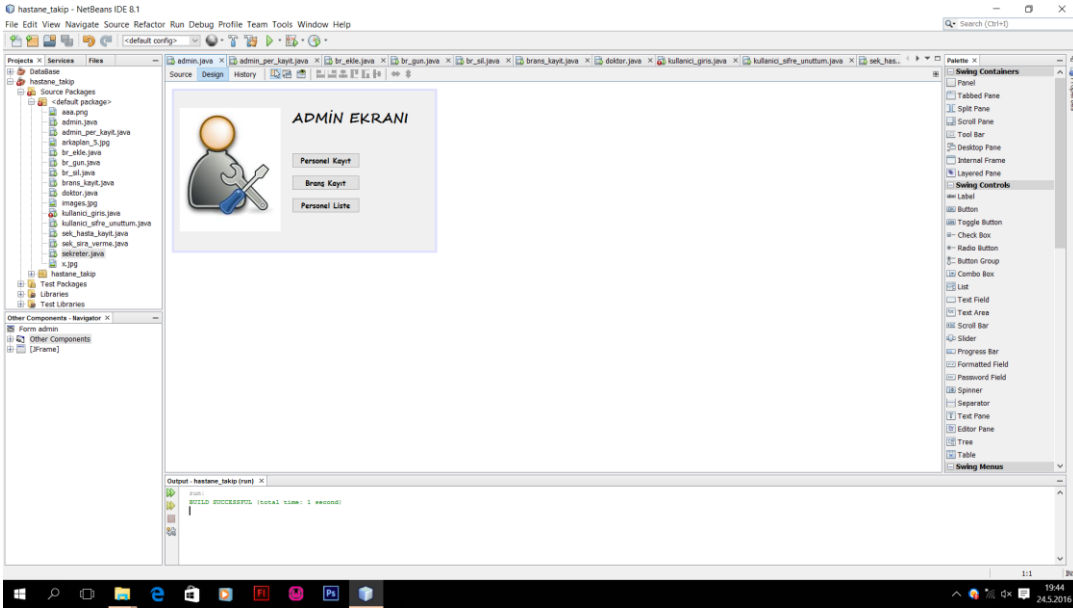 hastane_takip - NetBeans IDE 8.1
File Edit View Navigate Source Refactor Run Debug Profile Team Tools Window Help
Search (Ctrl+I)
<default config>
Projects Services Files
admin.java admin_per_kayit.java br_ekle.java br_gun.java br_sil.java brans_kayit.java doktor.java kullanici_giris.java kullanici_sifre_unuttum.java sek_has...
Source Design History
DataBase
hastane_takip
Source Packages
<default package>
aaa.png
admin.java
admin_per_kayit.java
arkaplan_5.jpg
br_ekle.java
br_gun.java
br_sil.java
brans_kayit.java
doktor.java
images.jpg
kullanici_giris.java
kullanici_sifre_unuttum.java
sek_hasta_kayit.java
sek_sira_verme.java
sekreter.java
x.jpg
hastane_takip
Test Packages
Libraries
Test Libraries
Other Components - Navigator
Form admin
Other Components
[JFrame]
ADMİN EKRANI
Personel Kayıt
Branş Kayıt
Personel Liste
Palette
Swing Containers
Panel
Tabbed Pane
Split Pane
Scroll Pane
Tool Bar
Desktop Pane
Internal Frame
Layered Pane
Swing Controls
Label
Button
Toggle Button
Check Box
Radio Button
Button Group
Combo Box
List
Text Field
Text Area
Scroll Bar
Slider
Progress Bar
Formatted Field
Password Field
Spinner
Separator
Text Pane
Editor Pane
Tree
Table
Swing Menus
Output - hastane_takip (run)
run:
BUILD SUCCESSFUL (total time: 1 second)
1:1
Fl
Ps
19:44
24.5.2016